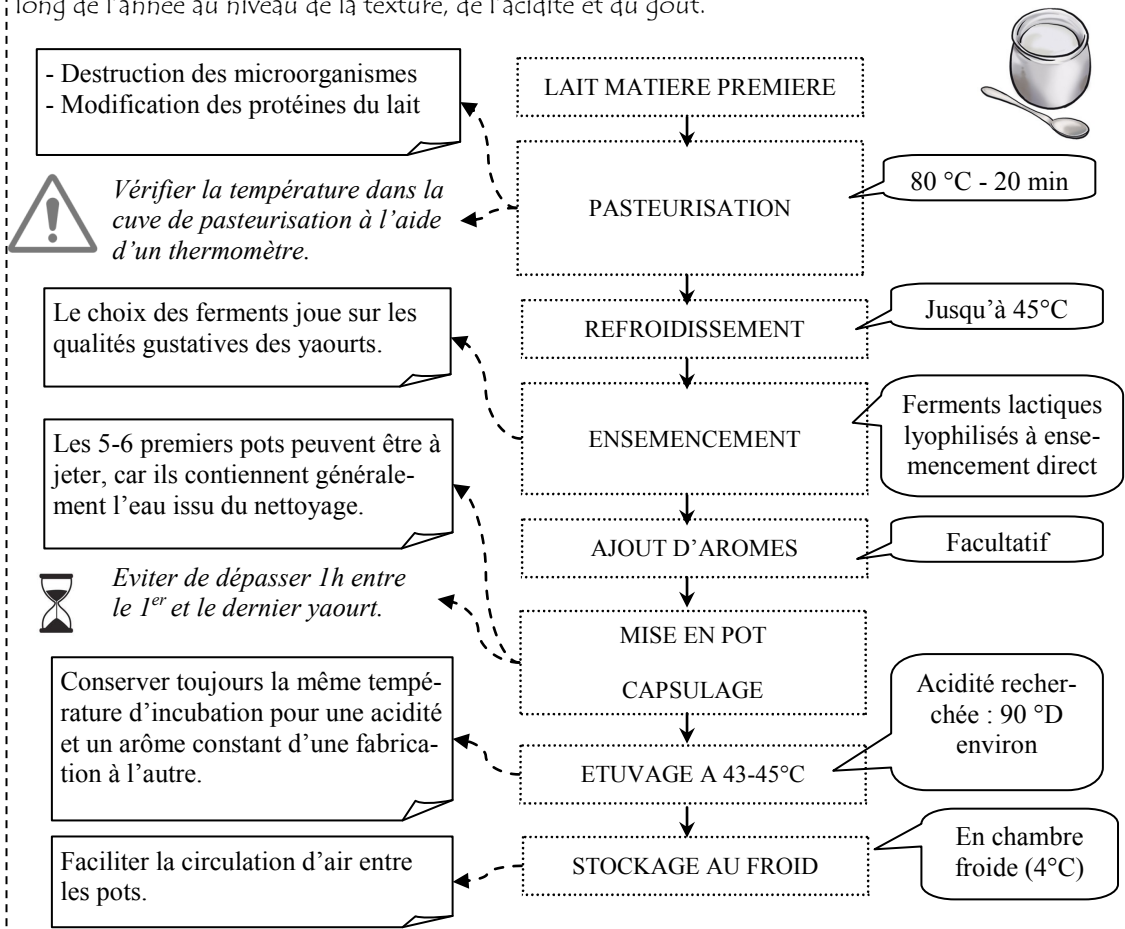 long de l'année au niveau de la texture, de l'acidité et du goût.
- Destruction des microorganismes
- Modification des protéines du lait
LAIT MATIERE PREMIERE
Vérifier la température dans la
cuve de pasteurisation à l'aide
d'un thermomètre.
PASTEURISATION
80 °C - 20 min
Le choix des ferments joue sur les
qualités gustatives des yaourts.
REFROIDISSEMENT
Jusqu'à 45°C
ENSEMENCEMENT
Ferments lactiques
lyophilisés à ense-
mencement direct
Les 5-6 premiers pots peuvent être à
jeter, car ils contiennent générale-
ment l'eau issu du nettoyage.
AJOUT D'AROMES
Facultatif
Eviter de dépasser 1h entre
le 1er et le dernier yaourt.
MISE EN POT
CAPSULAGE
Conserver toujours la même tempé-
rature d'incubation pour une acidité
et un arôme constant d'une fabrica-
tion à l'autre.
ETUVAGE A 43-45°C
Acidité recher-
chée : 90 °D
environ
Faciliter la circulation d'air entre
les pots.
STOCKAGE AU FROID
En chambre
froide (4°C)